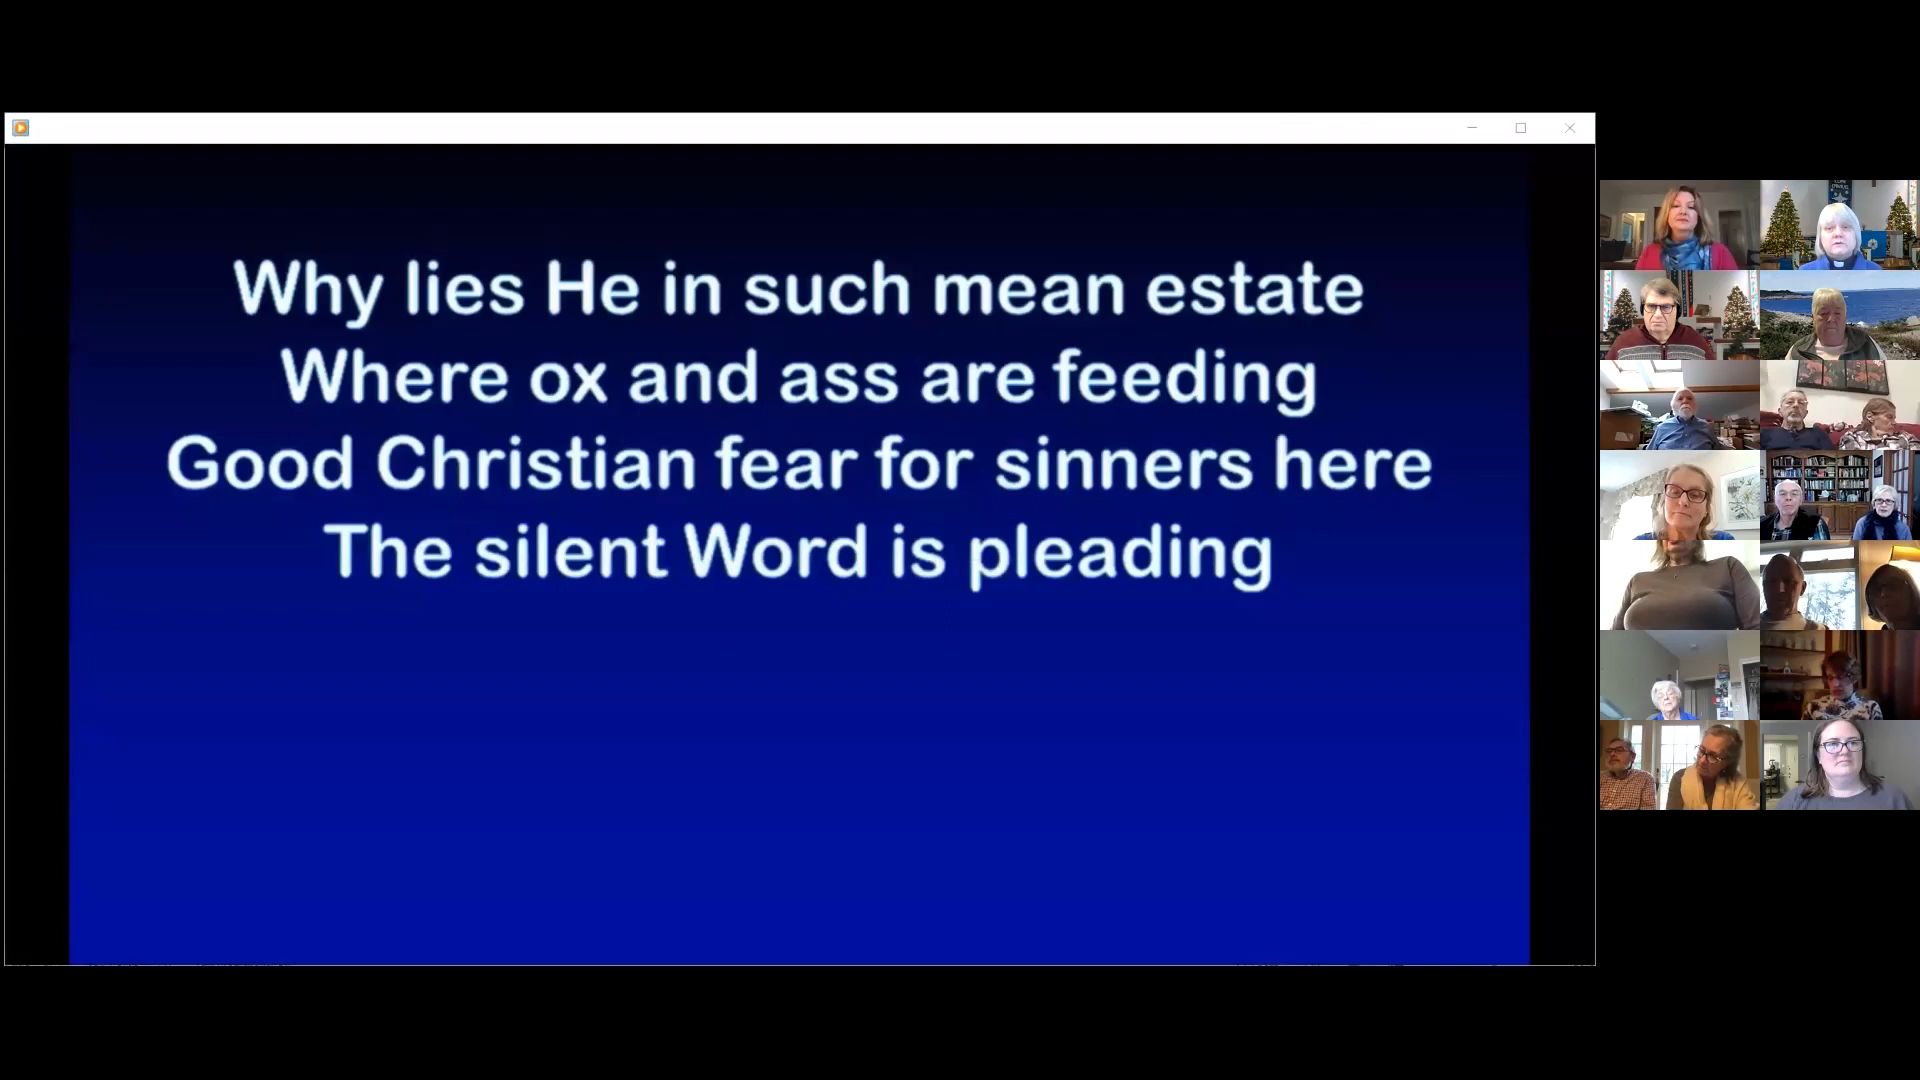 Why lies He in such mean estate
Where ox and ass are feeding
Good Christian fear for sinners here
The silent Word is pleading